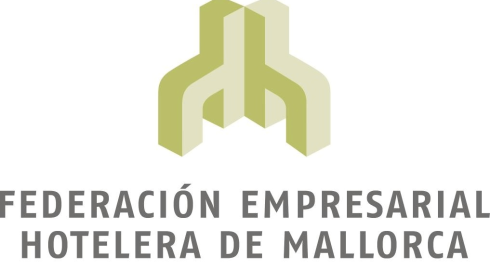 FEDERACIÓN EMPRESARIAL
HOTELERA DE MALLORCA